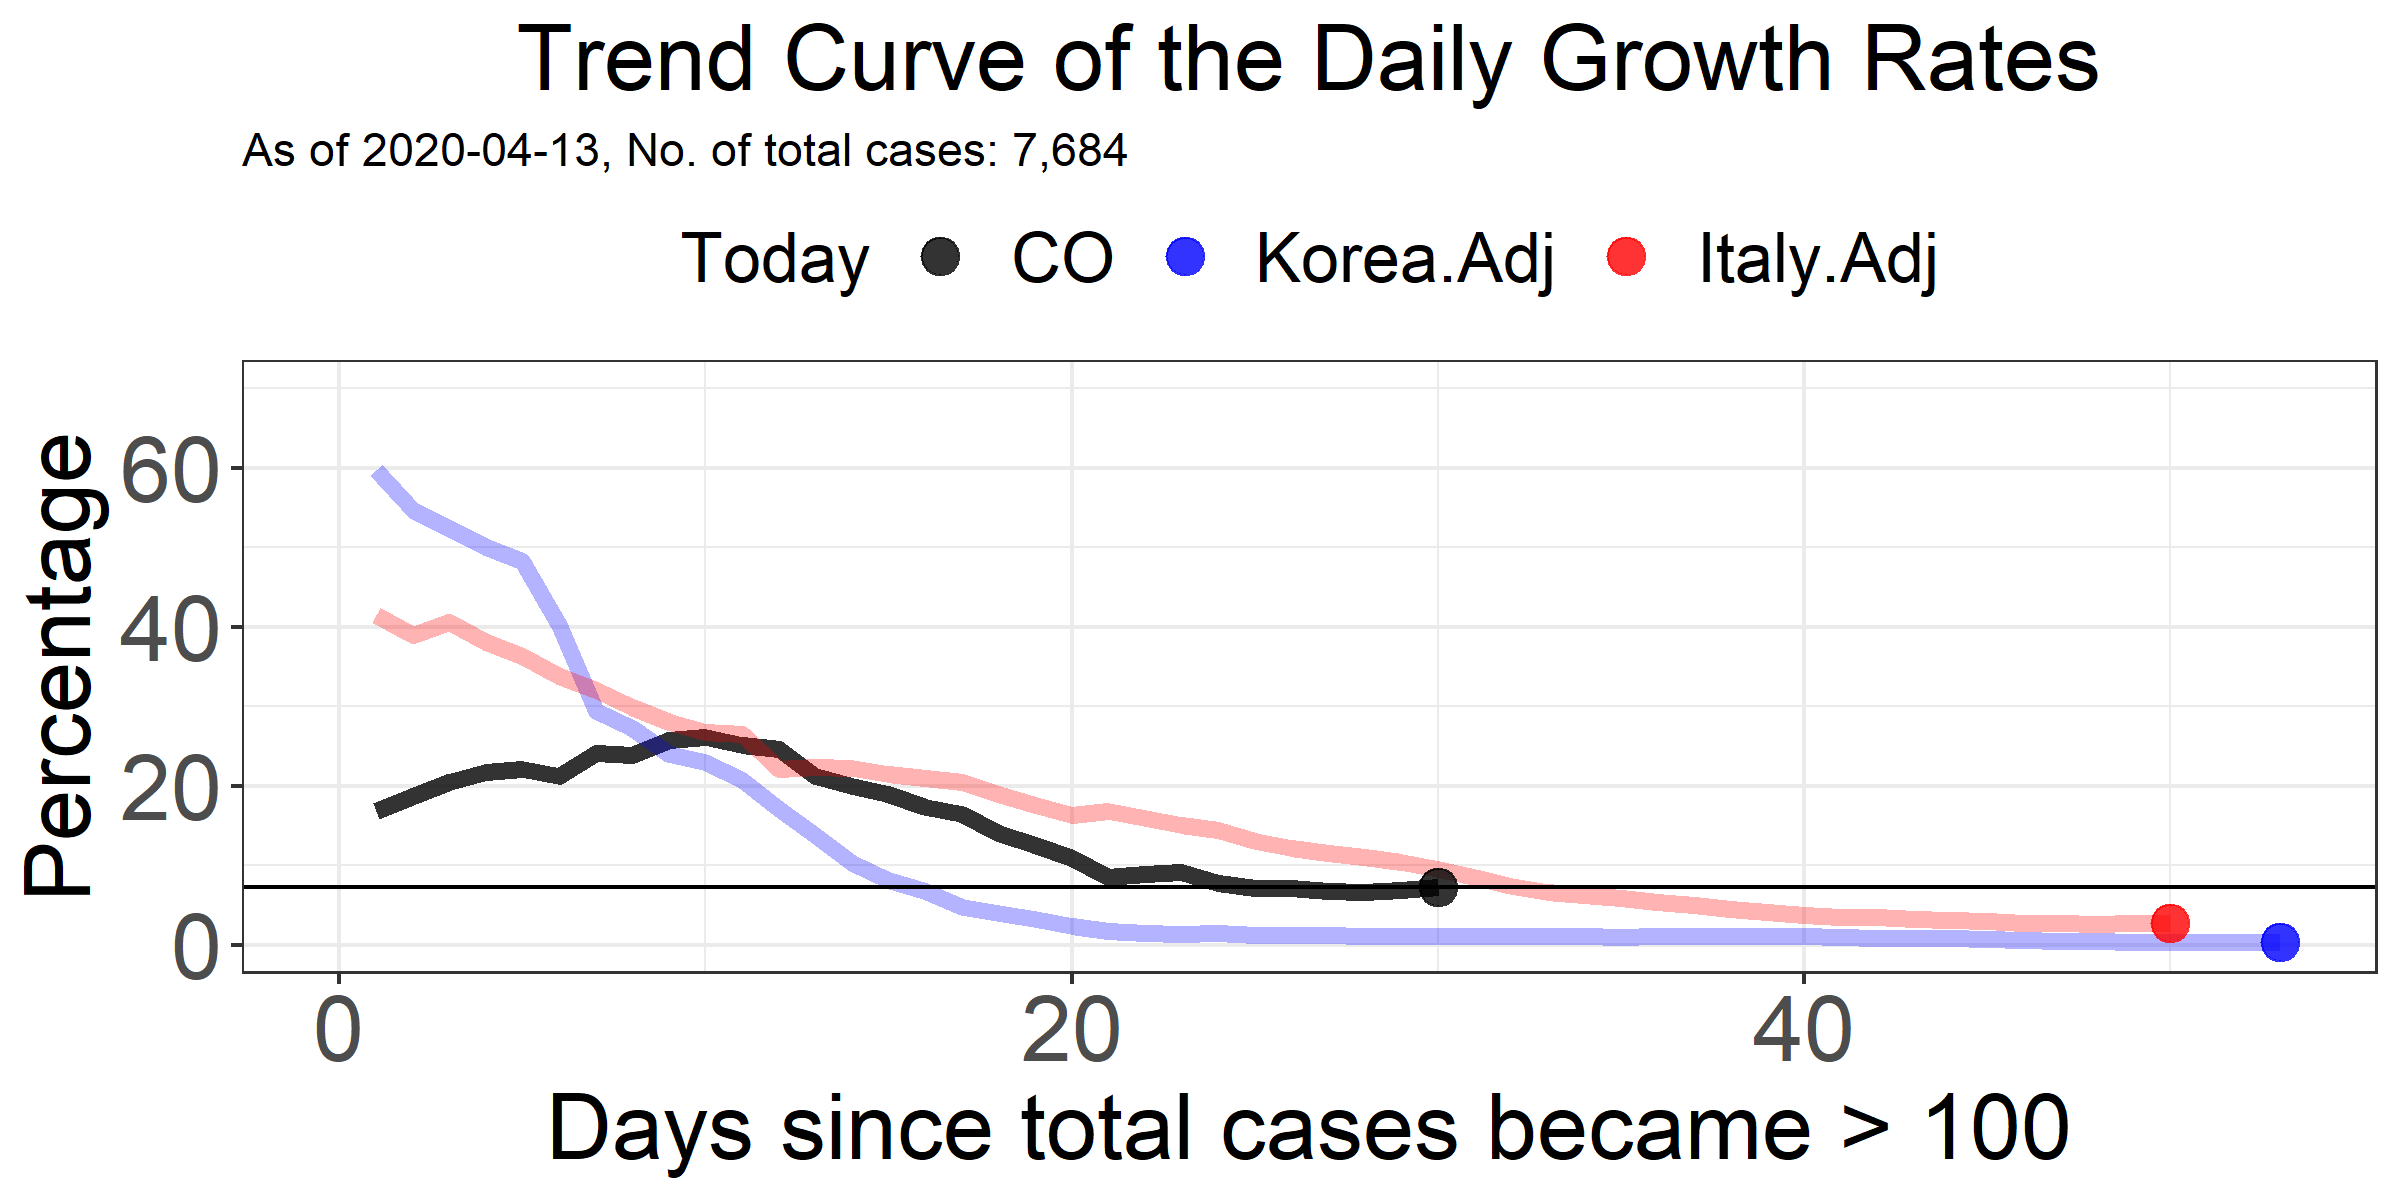 Trend Curve of the Daily Growth Rates
As of 2020-04-13, No. of total cases: 7,684
Today CO Korea.Adj Italy.Adj
Percentage
60
40
20
0
0 20 40
Days since total cases became > 100